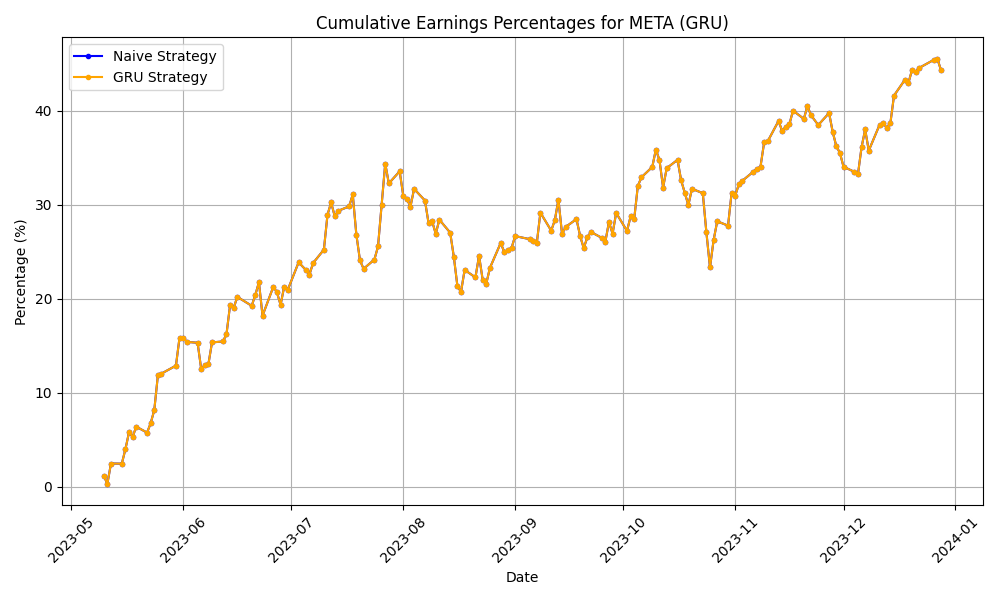 Cumulative Earnings Percentages for META (GRU)
Naive Strategy
GRU Strategy
Percentage (%)
40
30
20
10
0
2023-05
2023-06
2023-07
2023-08
2023-09
2023-10
2023-11
2023-12
2024-01
Date